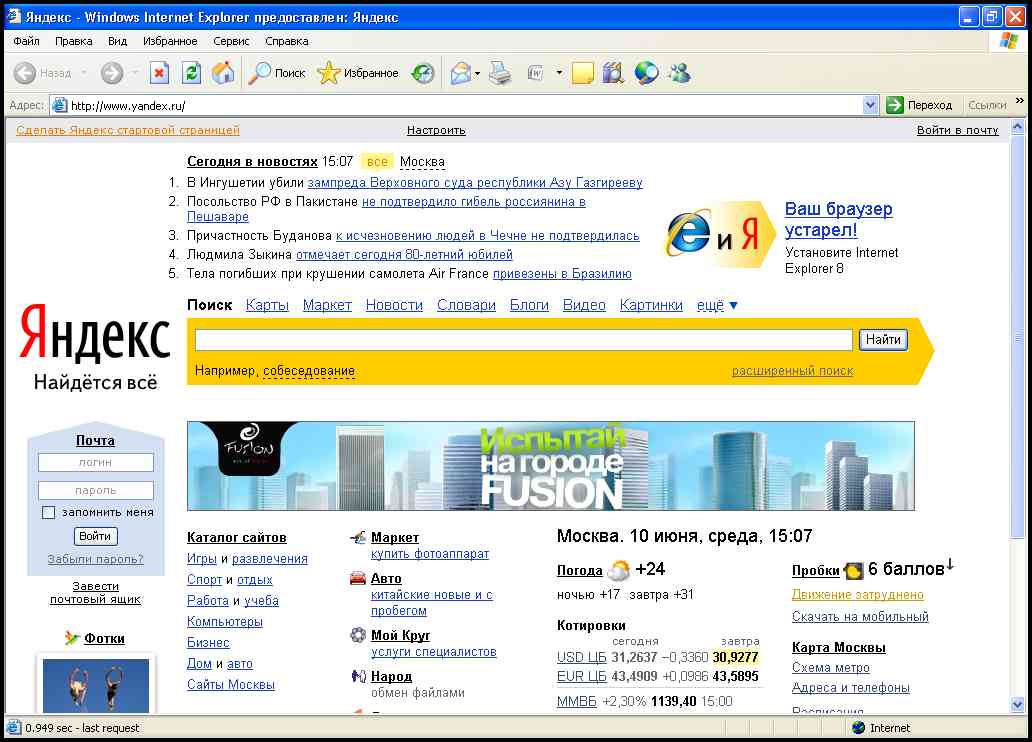 Яндекс - Windows Internet Explorer предоставлен: Яндекс
Файл Правка Вид Избранное Сервис Справка
Назад Поиск Избранное
Адрес: http://www.yandex.ru/ Переход Ссылки »
Сделать Яндекс стартовой страницей Настроить Войти в почту
Сегодня в новостях 15:07 все Москва
1. В Ингушетии убили зампреда Верховного суда республики Азу Газгирееву
2. Посольство РФ в Пакистане не подтвердило гибель россиянина в
Пешаваре
3. Причастность Буданова к исчезновению людей в Чечне не подтвердилась
4. Людмила Зыкина отмечает сегодня 80-летний юбилей
5. Тела погибших при крушении самолета Air France привезены в Бразилию
e и Я
Ваш браузер
устарел!
Установите Internet
Explorer 8
Поиск Карты Маркет Новости Словари Блоги Видео Картинки ещё ▼
Яндекс
Найдётся всё
Найти
Например, собеседование расширенный поиск
Почта
логин
пароль
запомнить меня
Войти
Забыли пароль?
Завести
почтовый ящик
Фотки
FUSION
Испытай
на городе
FUSION
Каталог сайтов
Игры и развлечения
Спорт и отдых
Работа и учеба
Компьютеры
Бизнес
Дом и авто
Сайты Москвы
Маркет
купить фотоаппарат
Авто
китайские новые и с
пробегом
Мой Круг
услуги специалистов
Народ
обмен файлами
Москва. 10 июня, среда, 15:07
Погода +24
ночью +17 завтра +31
Котировки
сегодня завтра
USD ЦБ 31,2637 −0,3360 30,9277
EUR ЦБ 43,4909 +0,0986 43,5895
ММВБ +2,30% 1139,40 15:00
Пробки 6 баллов↓
Движение затруднено
Скачать на мобильный
Карта Москвы
Схема метро
Адреса и телефоны
Расписания
0.949 sec - last request Internet